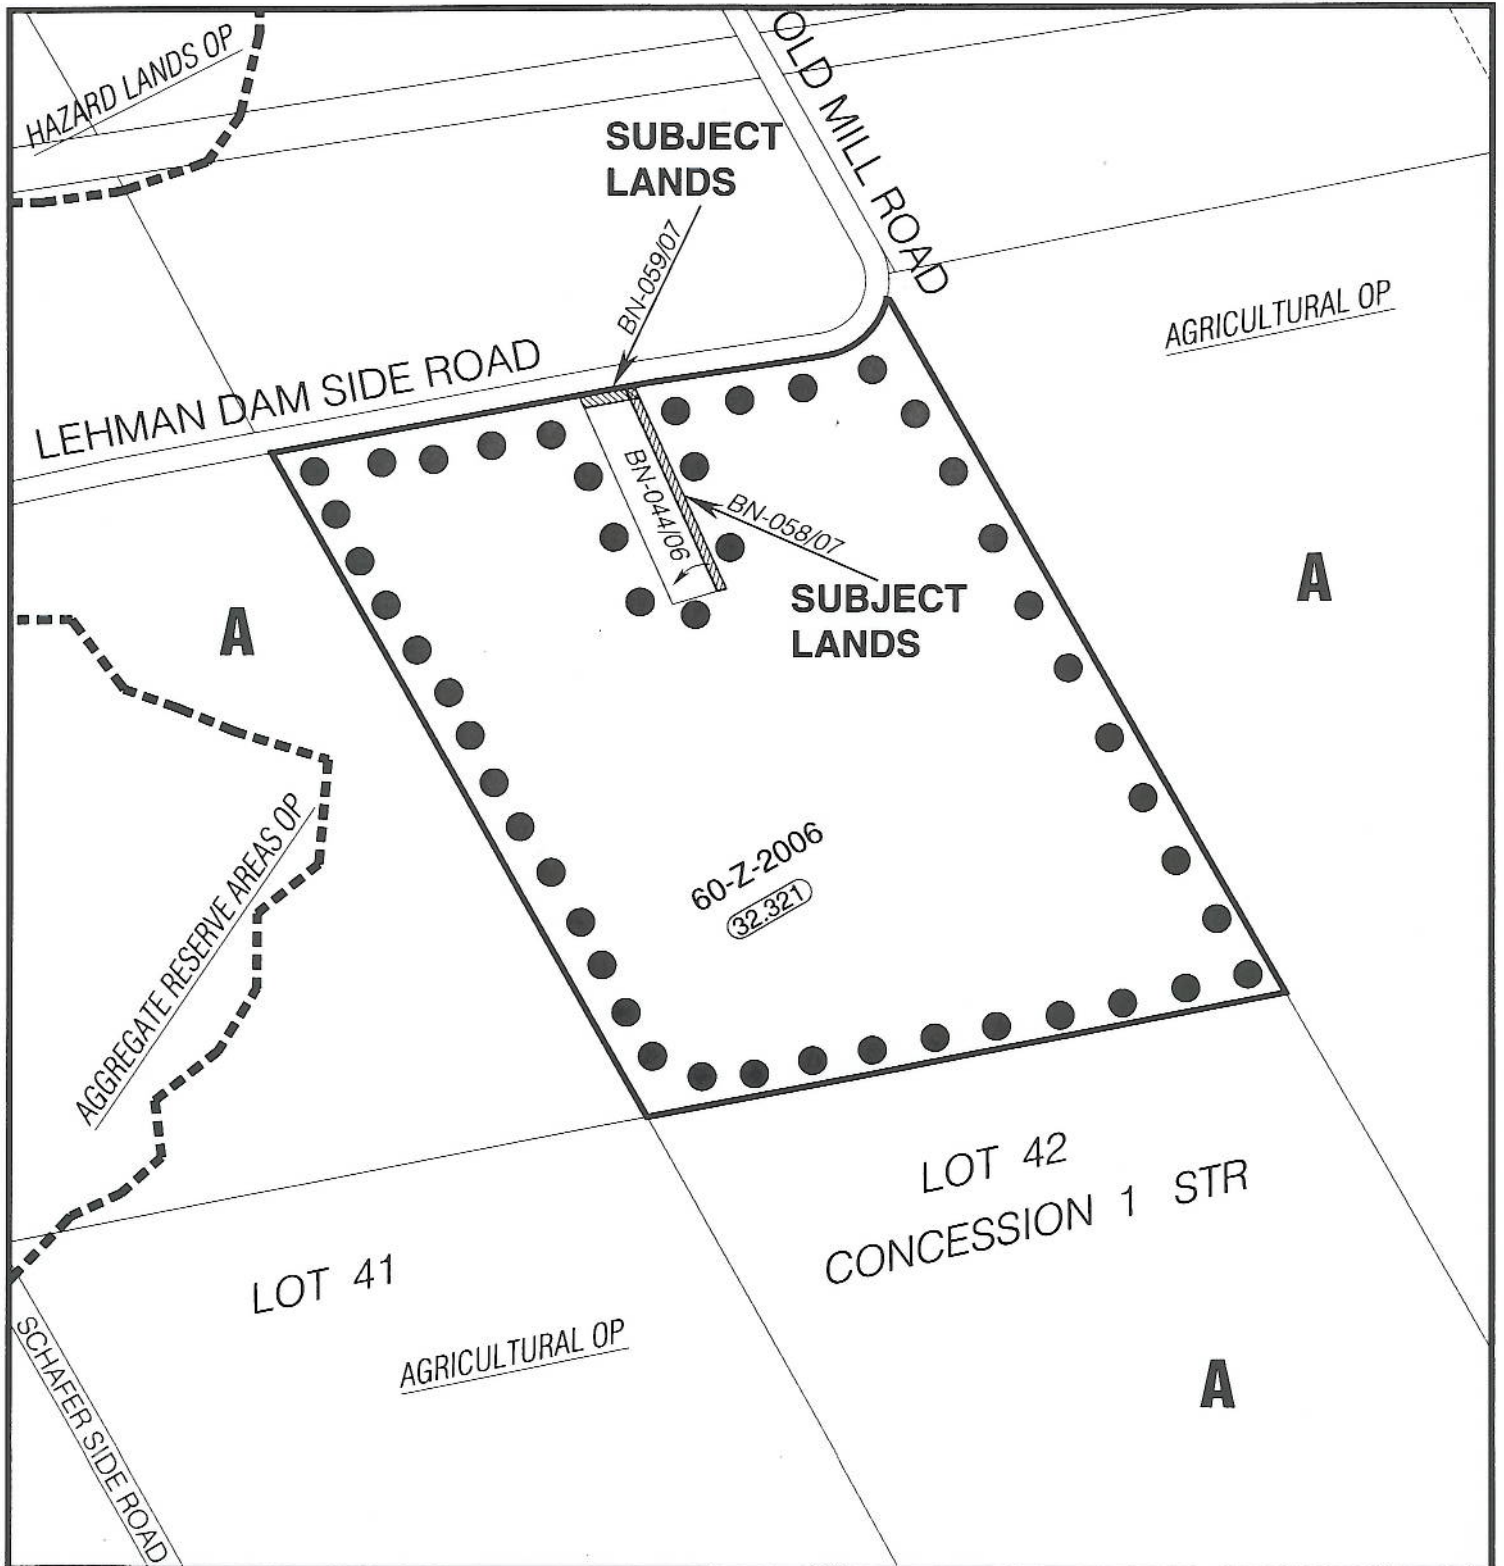 HAZARD LANDS OP
OLD MILL ROAD
SUBJECT
LANDS
BN-059/07
AGRICULTURAL OP
LEHMAN DAM SIDE ROAD
BN-044/06
BN-058/07
SUBJECT
LANDS
A
A
60-Z-2006
32.321
AGGREGATE RESERVE AREAS OP
LOT 42
CONCESSION 1 STR
LOT 41
AGRICULTURAL OP
A
SCHAFER SIDE ROAD